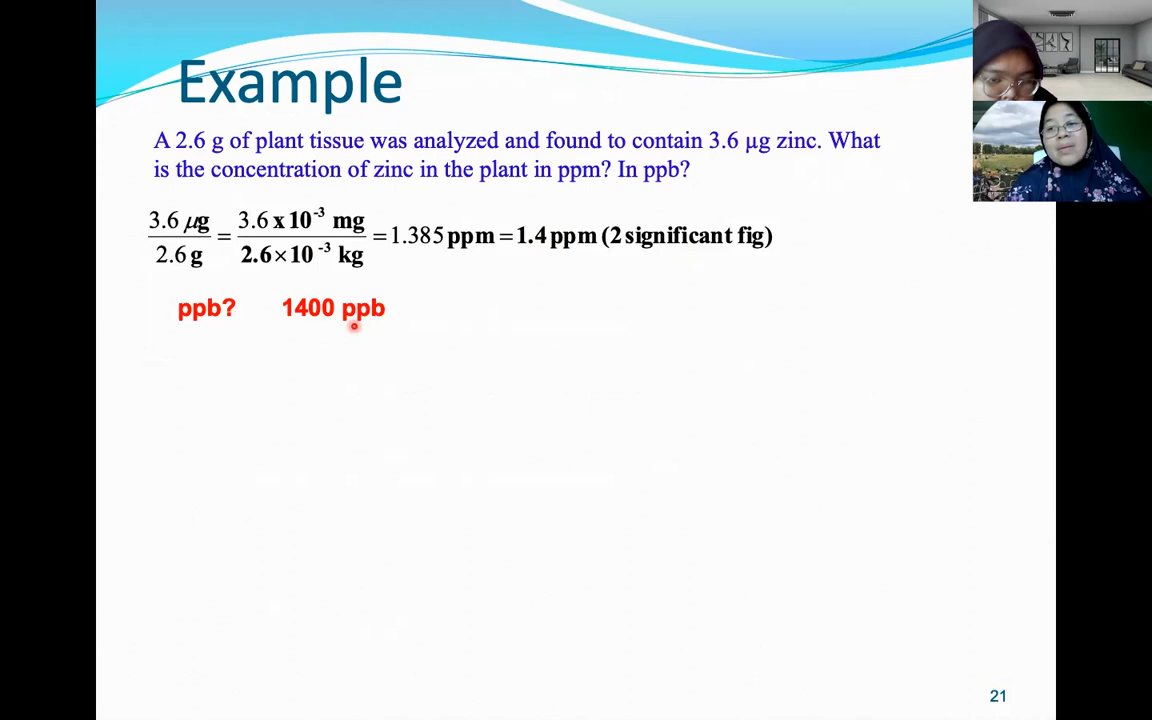 Example
A 2.6 g of plant tissue was analyzed and found to contain 3.6 µg zinc. What
is the concentration of zinc in the plant in ppm? In ppb?
3.6 µg / 2.6 g = 3.6 x 10^-3 mg / 2.6 × 10^-3 kg = 1.385 ppm = 1.4 ppm (2 significant fig)
ppb? 1400 ppb
21